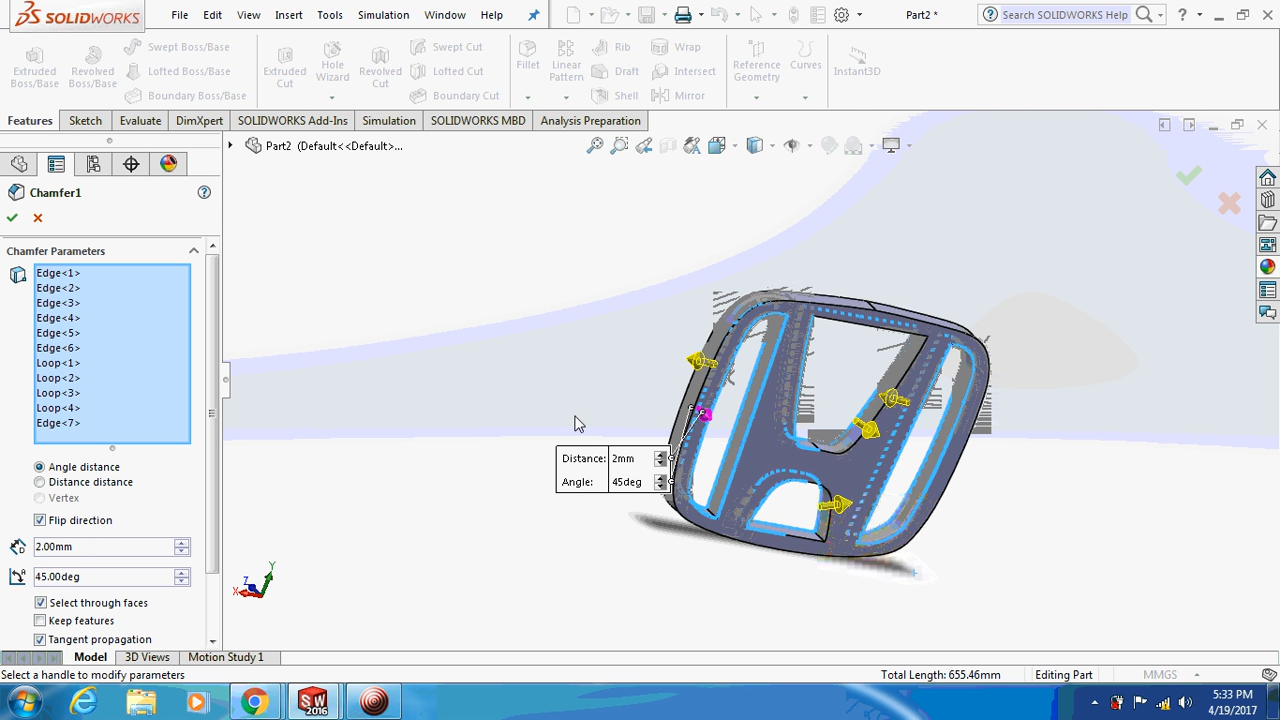 SOLIDWORKS File Edit View Insert Tools Simulation Window Help Part2 * Search SOLIDWORKS Help ?
Extruded Boss/Base
Revolved Boss/Base
Swept Boss/Base
Lofted Boss/Base
Boundary Boss/Base
Extruded Cut
Hole Wizard
Revolved Cut
Swept Cut
Lofted Cut
Boundary Cut
Fillet
Linear Pattern
Rib
Draft
Shell
Wrap
Intersect
Mirror
Reference Geometry
Curves
Instant3D
Features Sketch Evaluate DimXpert SOLIDWORKS Add-Ins Simulation SOLIDWORKS MBD Analysis Preparation
Part2 (Default<<Default>...
Chamfer1
Chamfer Parameters
Edge<1>
Edge<2>
Edge<3>
Edge<4>
Edge<5>
Edge<6>
Loop<1>
Loop<2>
Loop<3>
Loop<4>
Edge<7>
Angle distance
Distance distance
Vertex
Flip direction
2.00mm
45.00deg
Select through faces
Keep features
Tangent propagation
Distance: 2mm
Angle: 45deg
Y
Z
X
Model 3D Views Motion Study 1
Select a handle to modify parameters Total Length: 655.46mm Editing Part MMGS
SW 2016
5:33 PM
4/19/2017